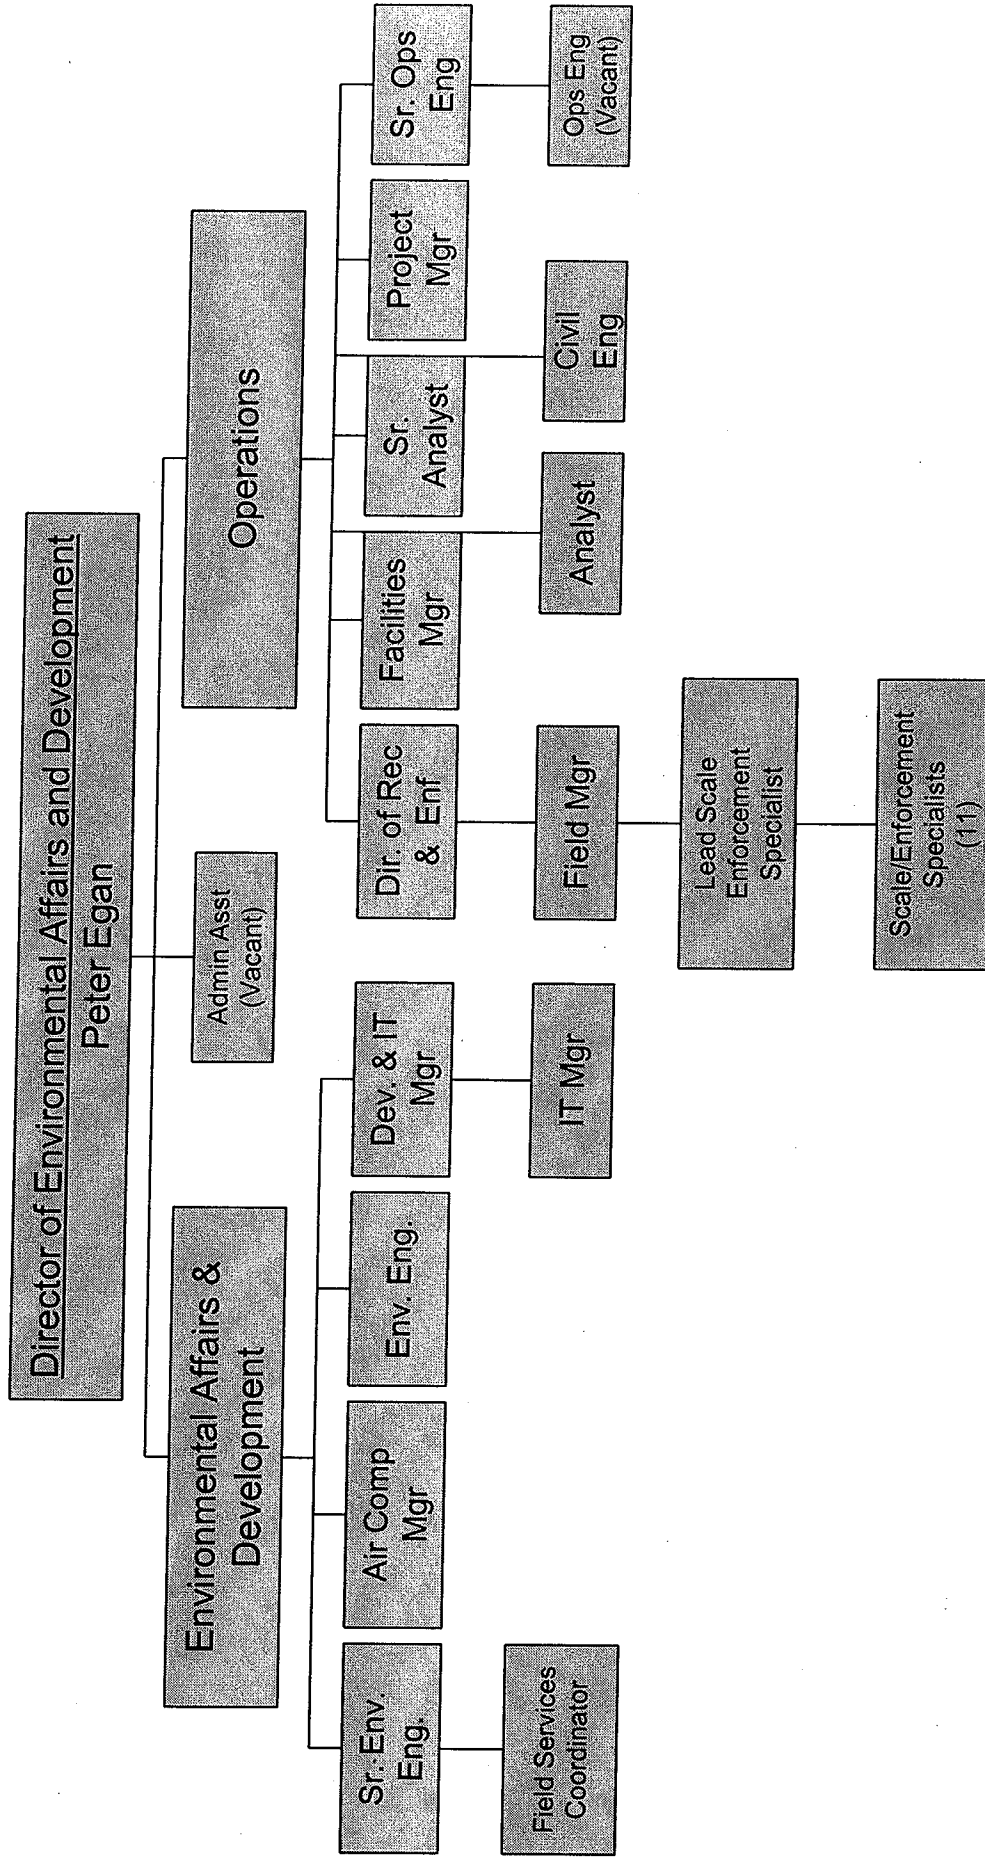 Director of Environmental Affairs and Development
Peter Egan
Admin Asst
(Vacant)
Environmental Affairs &
Development
Operations
Sr. Env.
Eng.
Air Comp
Mgr
Env. Eng.
Dev. & IT
Mgr
Dir. of Rec
& Enf
Facilities
Mgr
Sr.
Analyst
Project
Mgr
Sr. Ops
Eng
Field Services
Coordinator
IT Mgr
Field Mgr
Analyst
Civil
Eng
Ops Eng
(Vacant)
Lead Scale
Enforcement
Specialist
Scale/Enforcement
Specialists
(11)